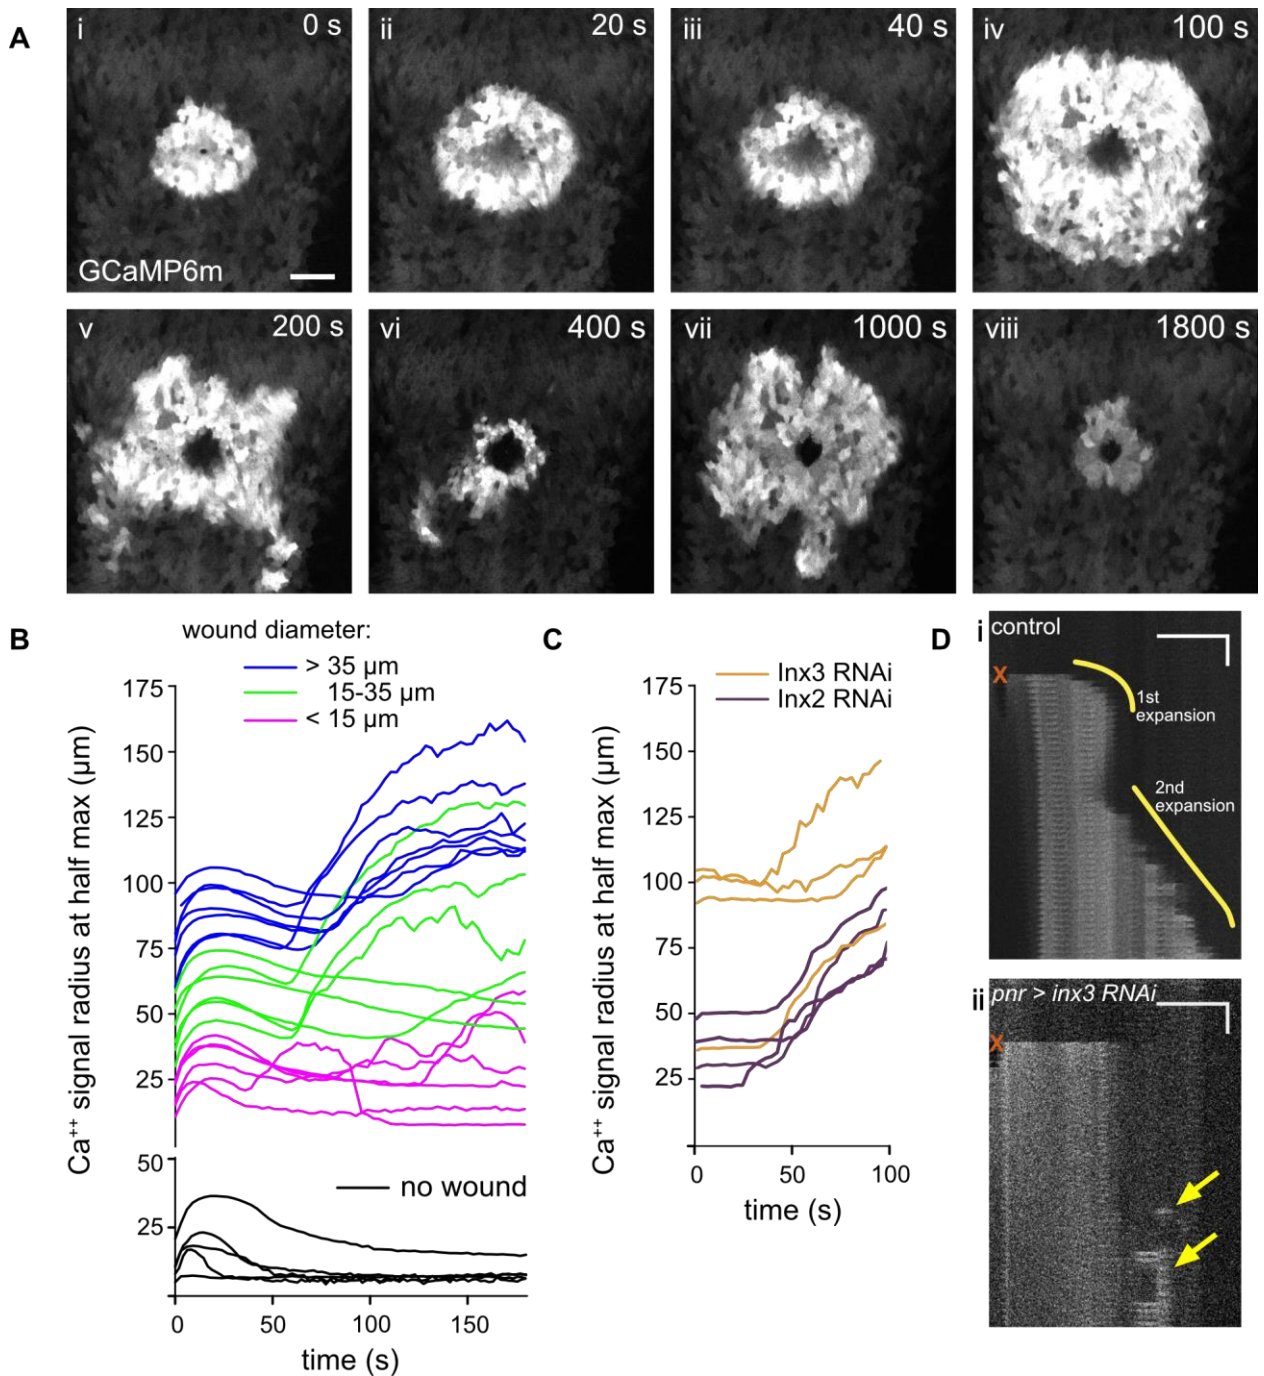 A
i 0 s
ii 20 s
iii 40 s
iv 100 s
GCaMP6m
v 200 s
vi 400 s
vii 1000 s
viii 1800 s
B
wound diameter:
> 35 µm
15-35 µm
< 15 µm
175
150
125
100
75
50
25
Ca++ signal radius at half max (µm)
50
25
no wound
0 50 100 150
time (s)
C
Inx3 RNAi
Inx2 RNAi
175
150
125
100
75
50
25
Ca++ signal radius at half max (µm)
0 50 100
time (s)
D
i control
X
1st
expansion
2nd
expansion
ii pnr > inx3 RNAi
X